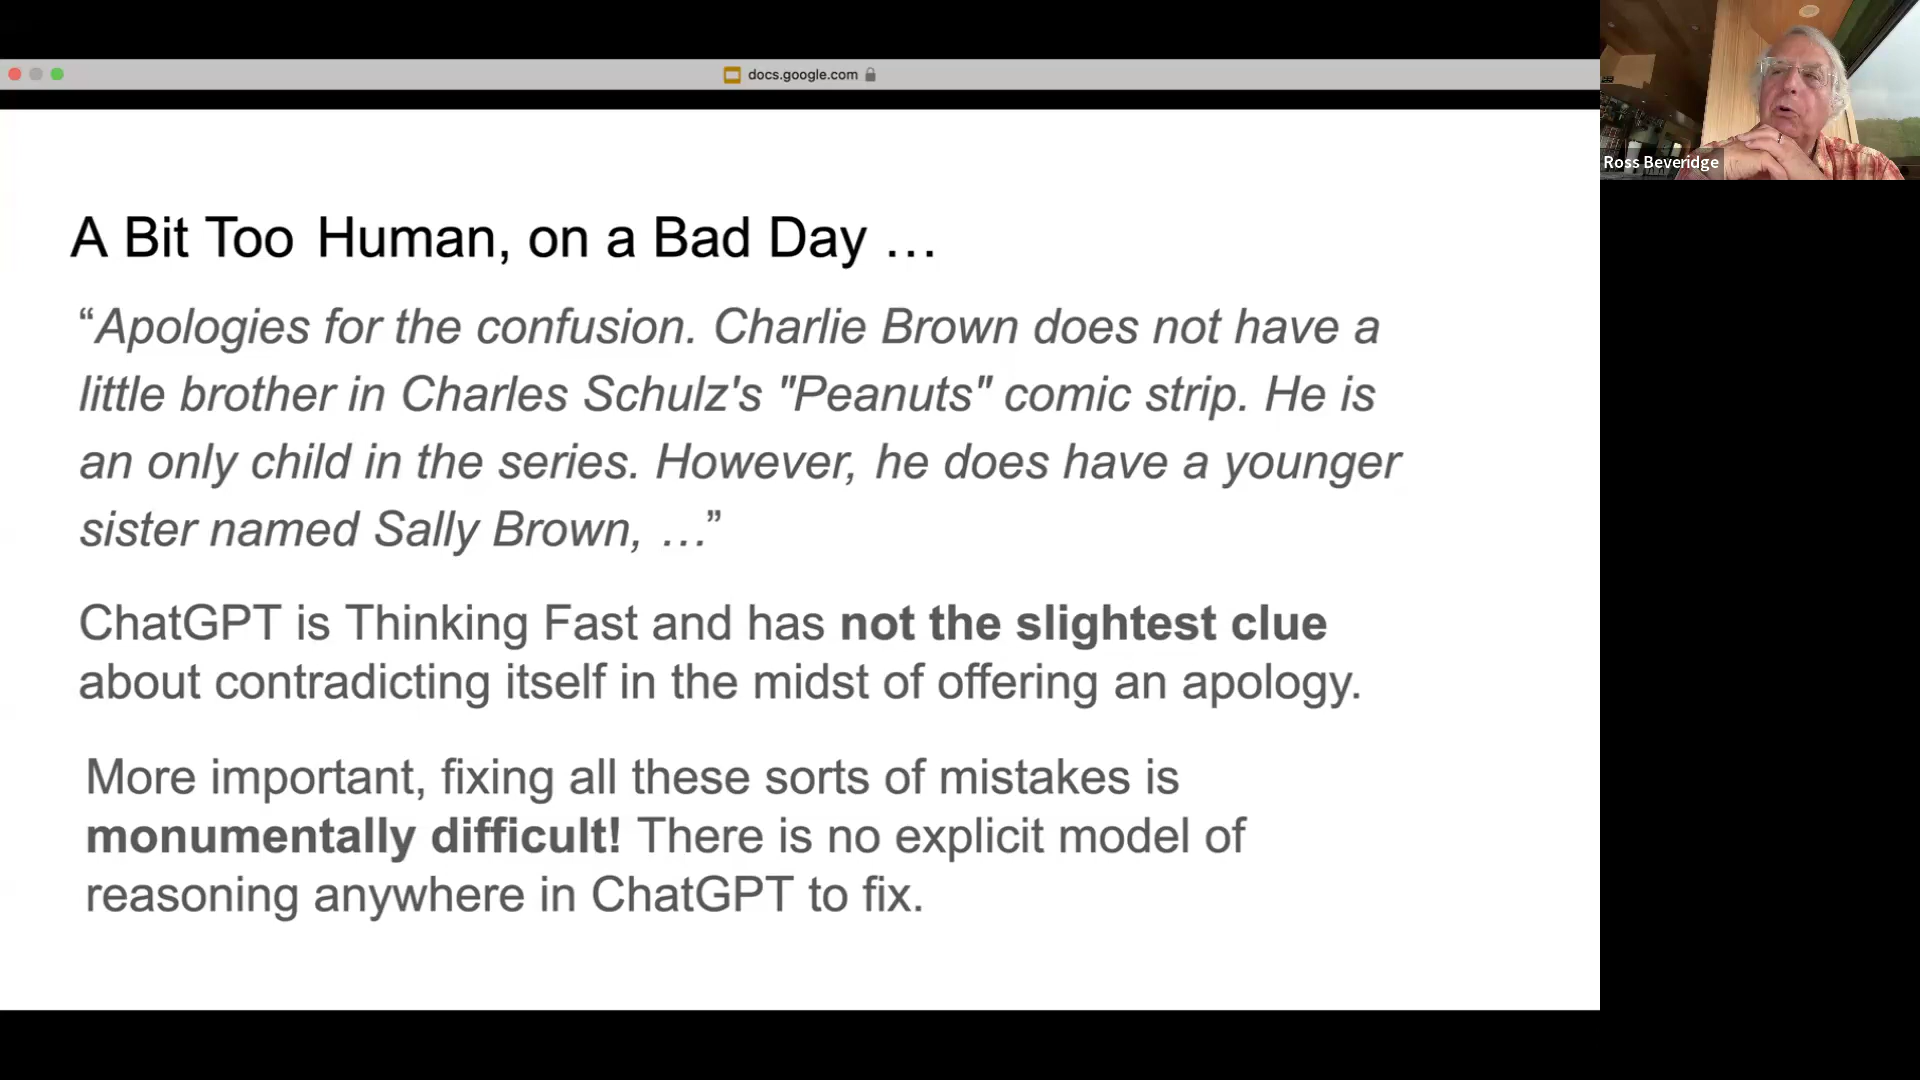 docs.google.com
Ross Beveridge
A Bit Too Human, on a Bad Day …
“Apologies for the confusion. Charlie Brown does not have a
little brother in Charles Schulz's "Peanuts" comic strip. He is
an only child in the series. However, he does have a younger
sister named Sally Brown, …”
ChatGPT is Thinking Fast and has not the slightest clue
about contradicting itself in the midst of offering an apology.
More important, fixing all these sorts of mistakes is
monumentally difficult! There is no explicit model of
reasoning anywhere in ChatGPT to fix.